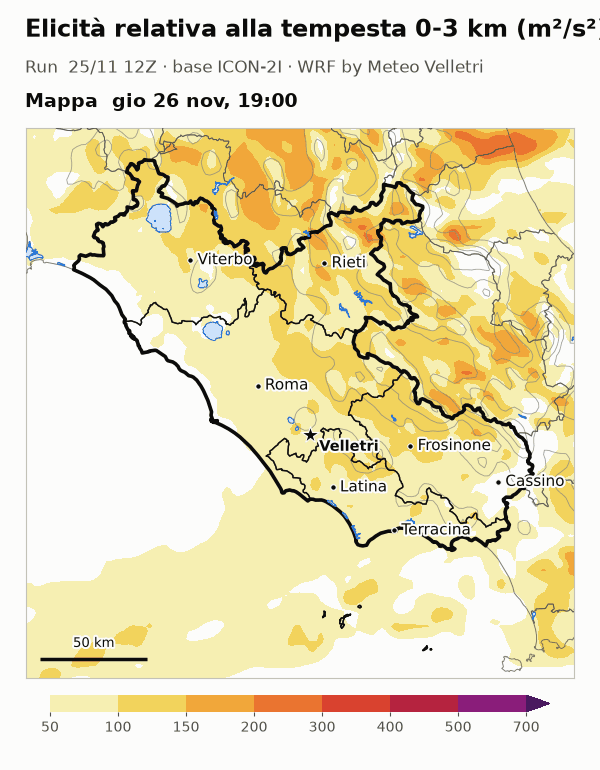 Elicità relativa alla tempesta 0-3 km (m²/s²)
Run  25/11 12Z · base ICON-2I · WRF by Meteo Velletri
Mappa  gio 26 nov, 19:00
Viterbo
Rieti
Roma
Velletri
Frosinone
Latina
Cassino
Terracina
50 km
50 100 150 200 300 400 500 700